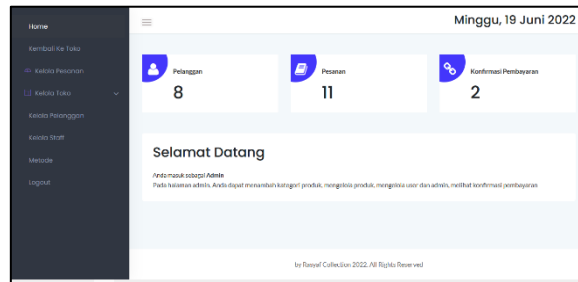 Home
Kembali Ke Toko
Kelola Pesanan
Kelola Toko
Kelola Pelanggan
Kelola Staff
Metode
Logout
Minggu, 19 Juni 2022
Pelanggan
8
Pesanan
11
Konfirmasi Pembayaran
2
Selamat Datang
Anda masuk sebagai Admin
Pada halaman admin, Anda dapat menambah kategori produk, mengelola produk, mengelola user dan admin, melihat konfirmasi pembayaran
by Rasyaf Collection 2022. All Rights Reserved